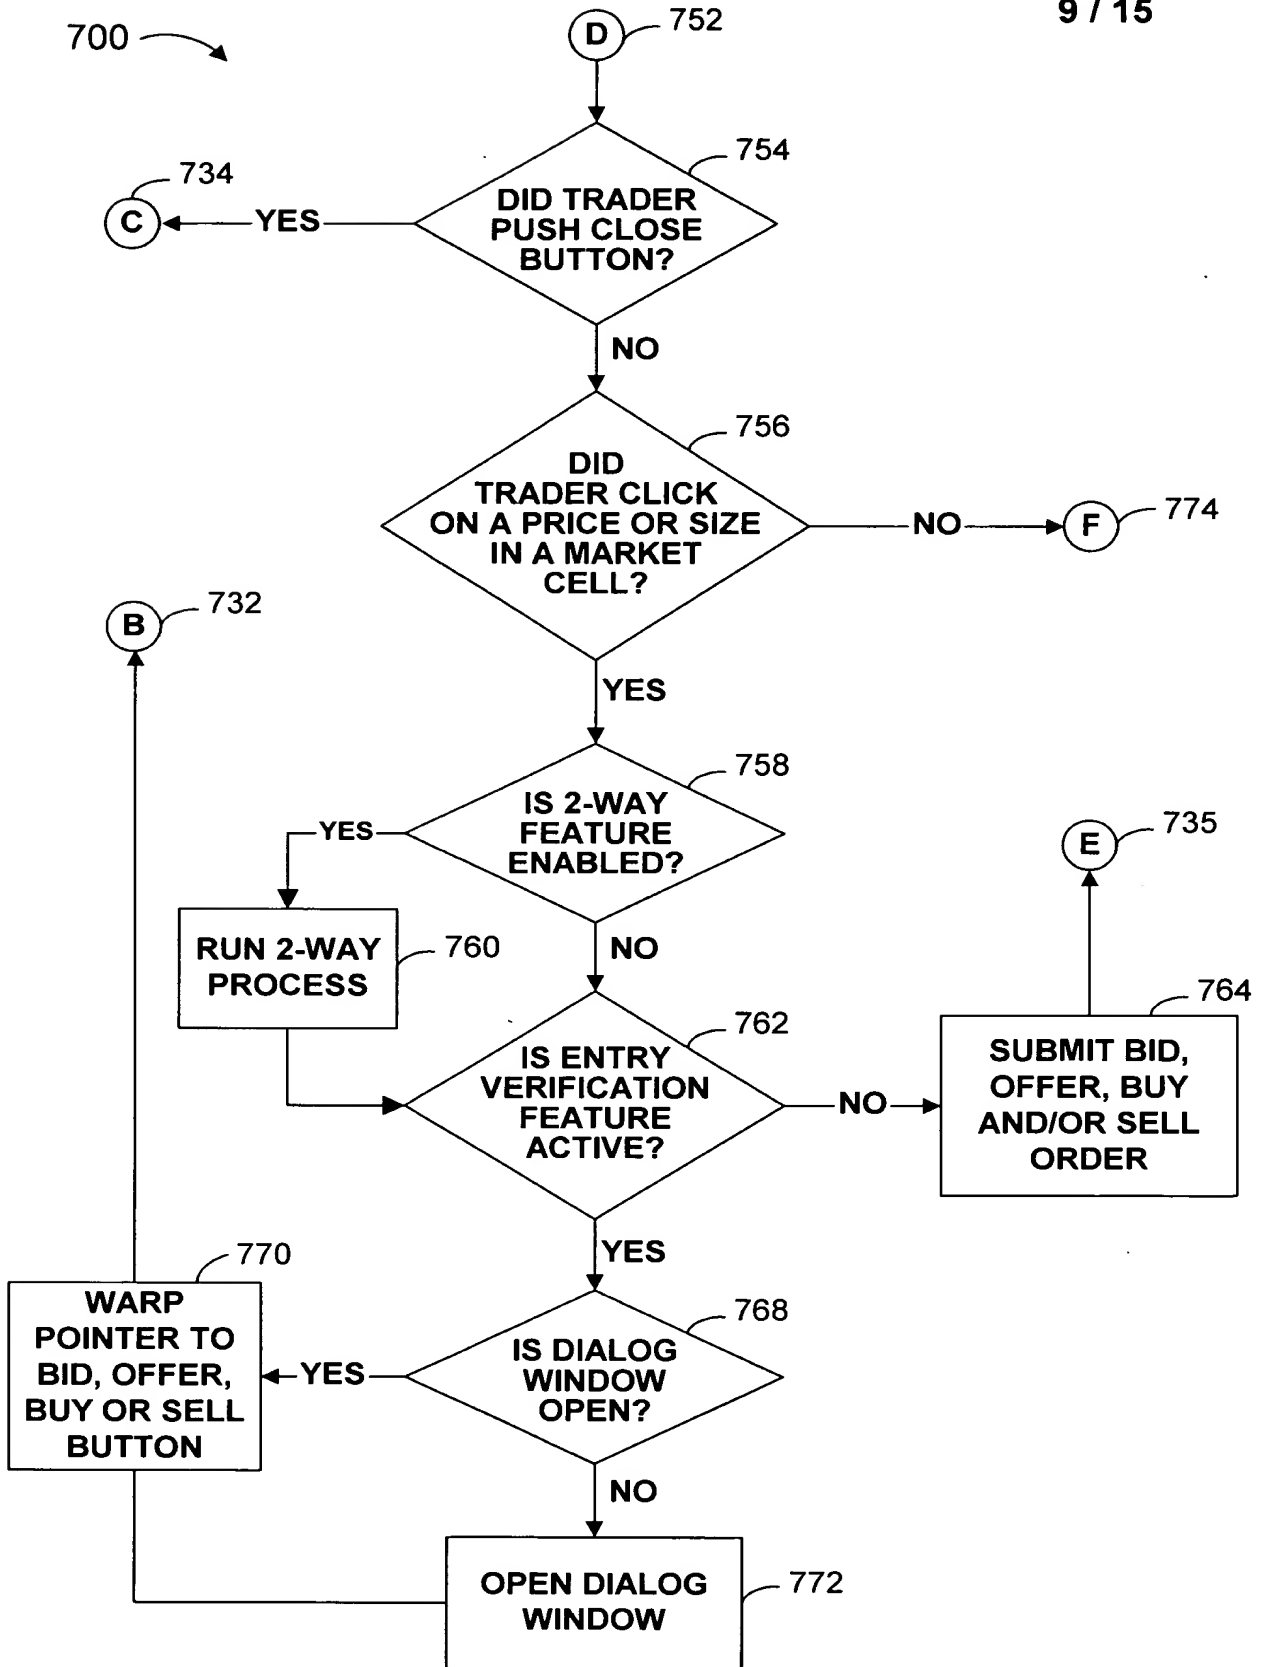 9 / 15
700
D
752
754
DID TRADER
PUSH CLOSE
BUTTON?
734
C
YES
NO
756
DID
TRADER CLICK
ON A PRICE OR SIZE
IN A MARKET
CELL?
NO
F
774
B
732
YES
758
IS 2-WAY
FEATURE
ENABLED?
YES
E
735
RUN 2-WAY
PROCESS
760
NO
762
IS ENTRY
VERIFICATION
FEATURE
ACTIVE?
NO
764
SUBMIT BID,
OFFER, BUY
AND/OR SELL
ORDER
YES
770
WARP
POINTER TO
BID, OFFER,
BUY OR SELL
BUTTON
768
IS DIALOG
WINDOW
OPEN?
YES
NO
OPEN DIALOG
WINDOW
772